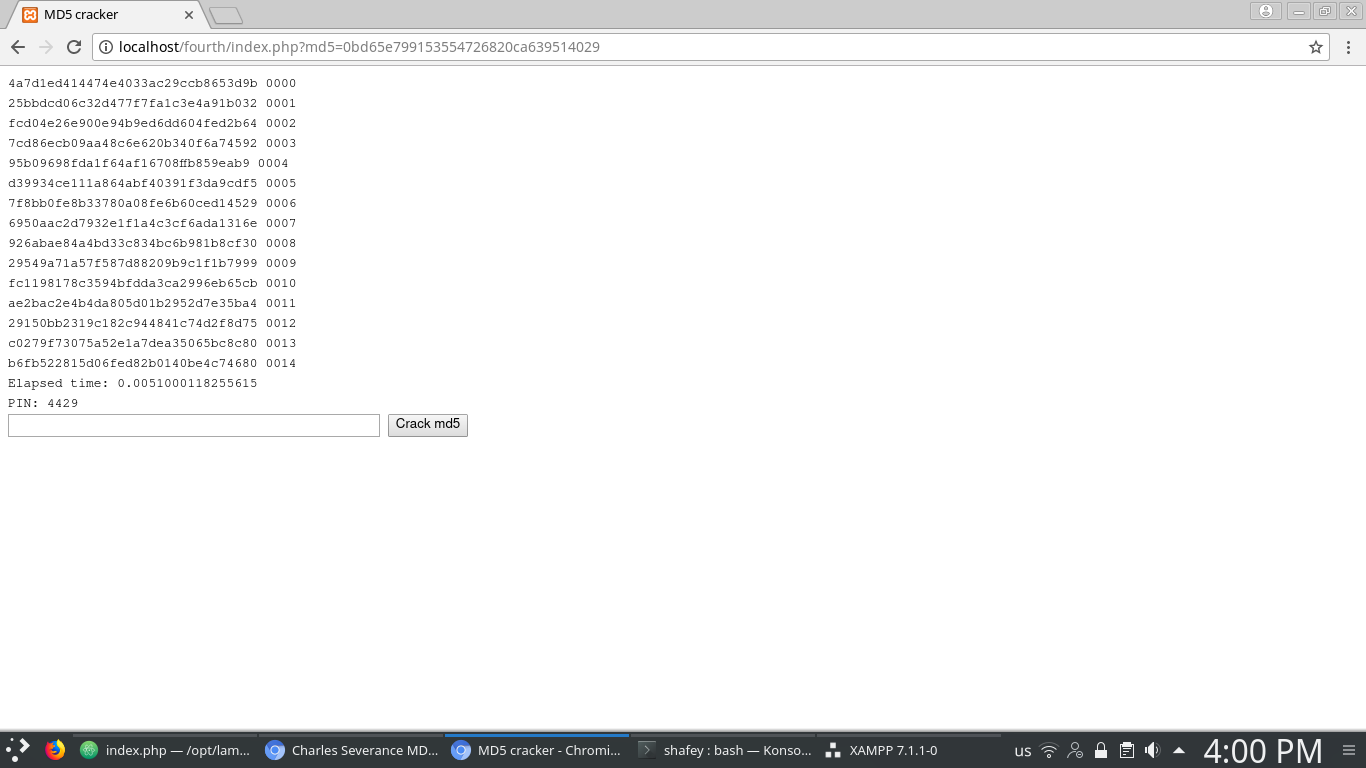 MD5 cracker
localhost/fourth/index.php?md5=0bd65e799153554726820ca639514029
4a7d1ed414474e4033ac29ccb8653d9b 0000
25bbdcd06c32d477f7fa1c3e4a91b032 0001
fcd04e26e900e94b9ed6dd604fed2b64 0002
7cd86ecb09aa48c6e620b340f6a74592 0003
95b09698fda1f64af16708ffb859eab9 0004
d39934ce111a864abf40391f3da9cdf5 0005
7f8bb0fe8b33780a08fe6b60ced14529 0006
6950aac2d7932e1f1a4c3cf6ada1316e 0007
926abae84a4bd33c834bc6b981b8cf30 0008
29549a71a57f587d88209b9c1f1b7999 0009
fc1198178c3594bfdda3ca2996eb65cb 0010
ae2bac2e4b4da805d01b2952d7e35ba4 0011
29150bb2319c182c944841c74d2f8d75 0012
c0279f73075a52e1a7dea35065bc8c80 0013
b6fb522815d06fed82b0140be4c74680 0014
Elapsed time: 0.0051000118255615
PIN: 4429
Crack md5
index.php — /opt/lam... Charles Severance MD... MD5 cracker - Chromi... shafey : bash — Konso... XAMPP 7.1.1-0 us 4:00 PM